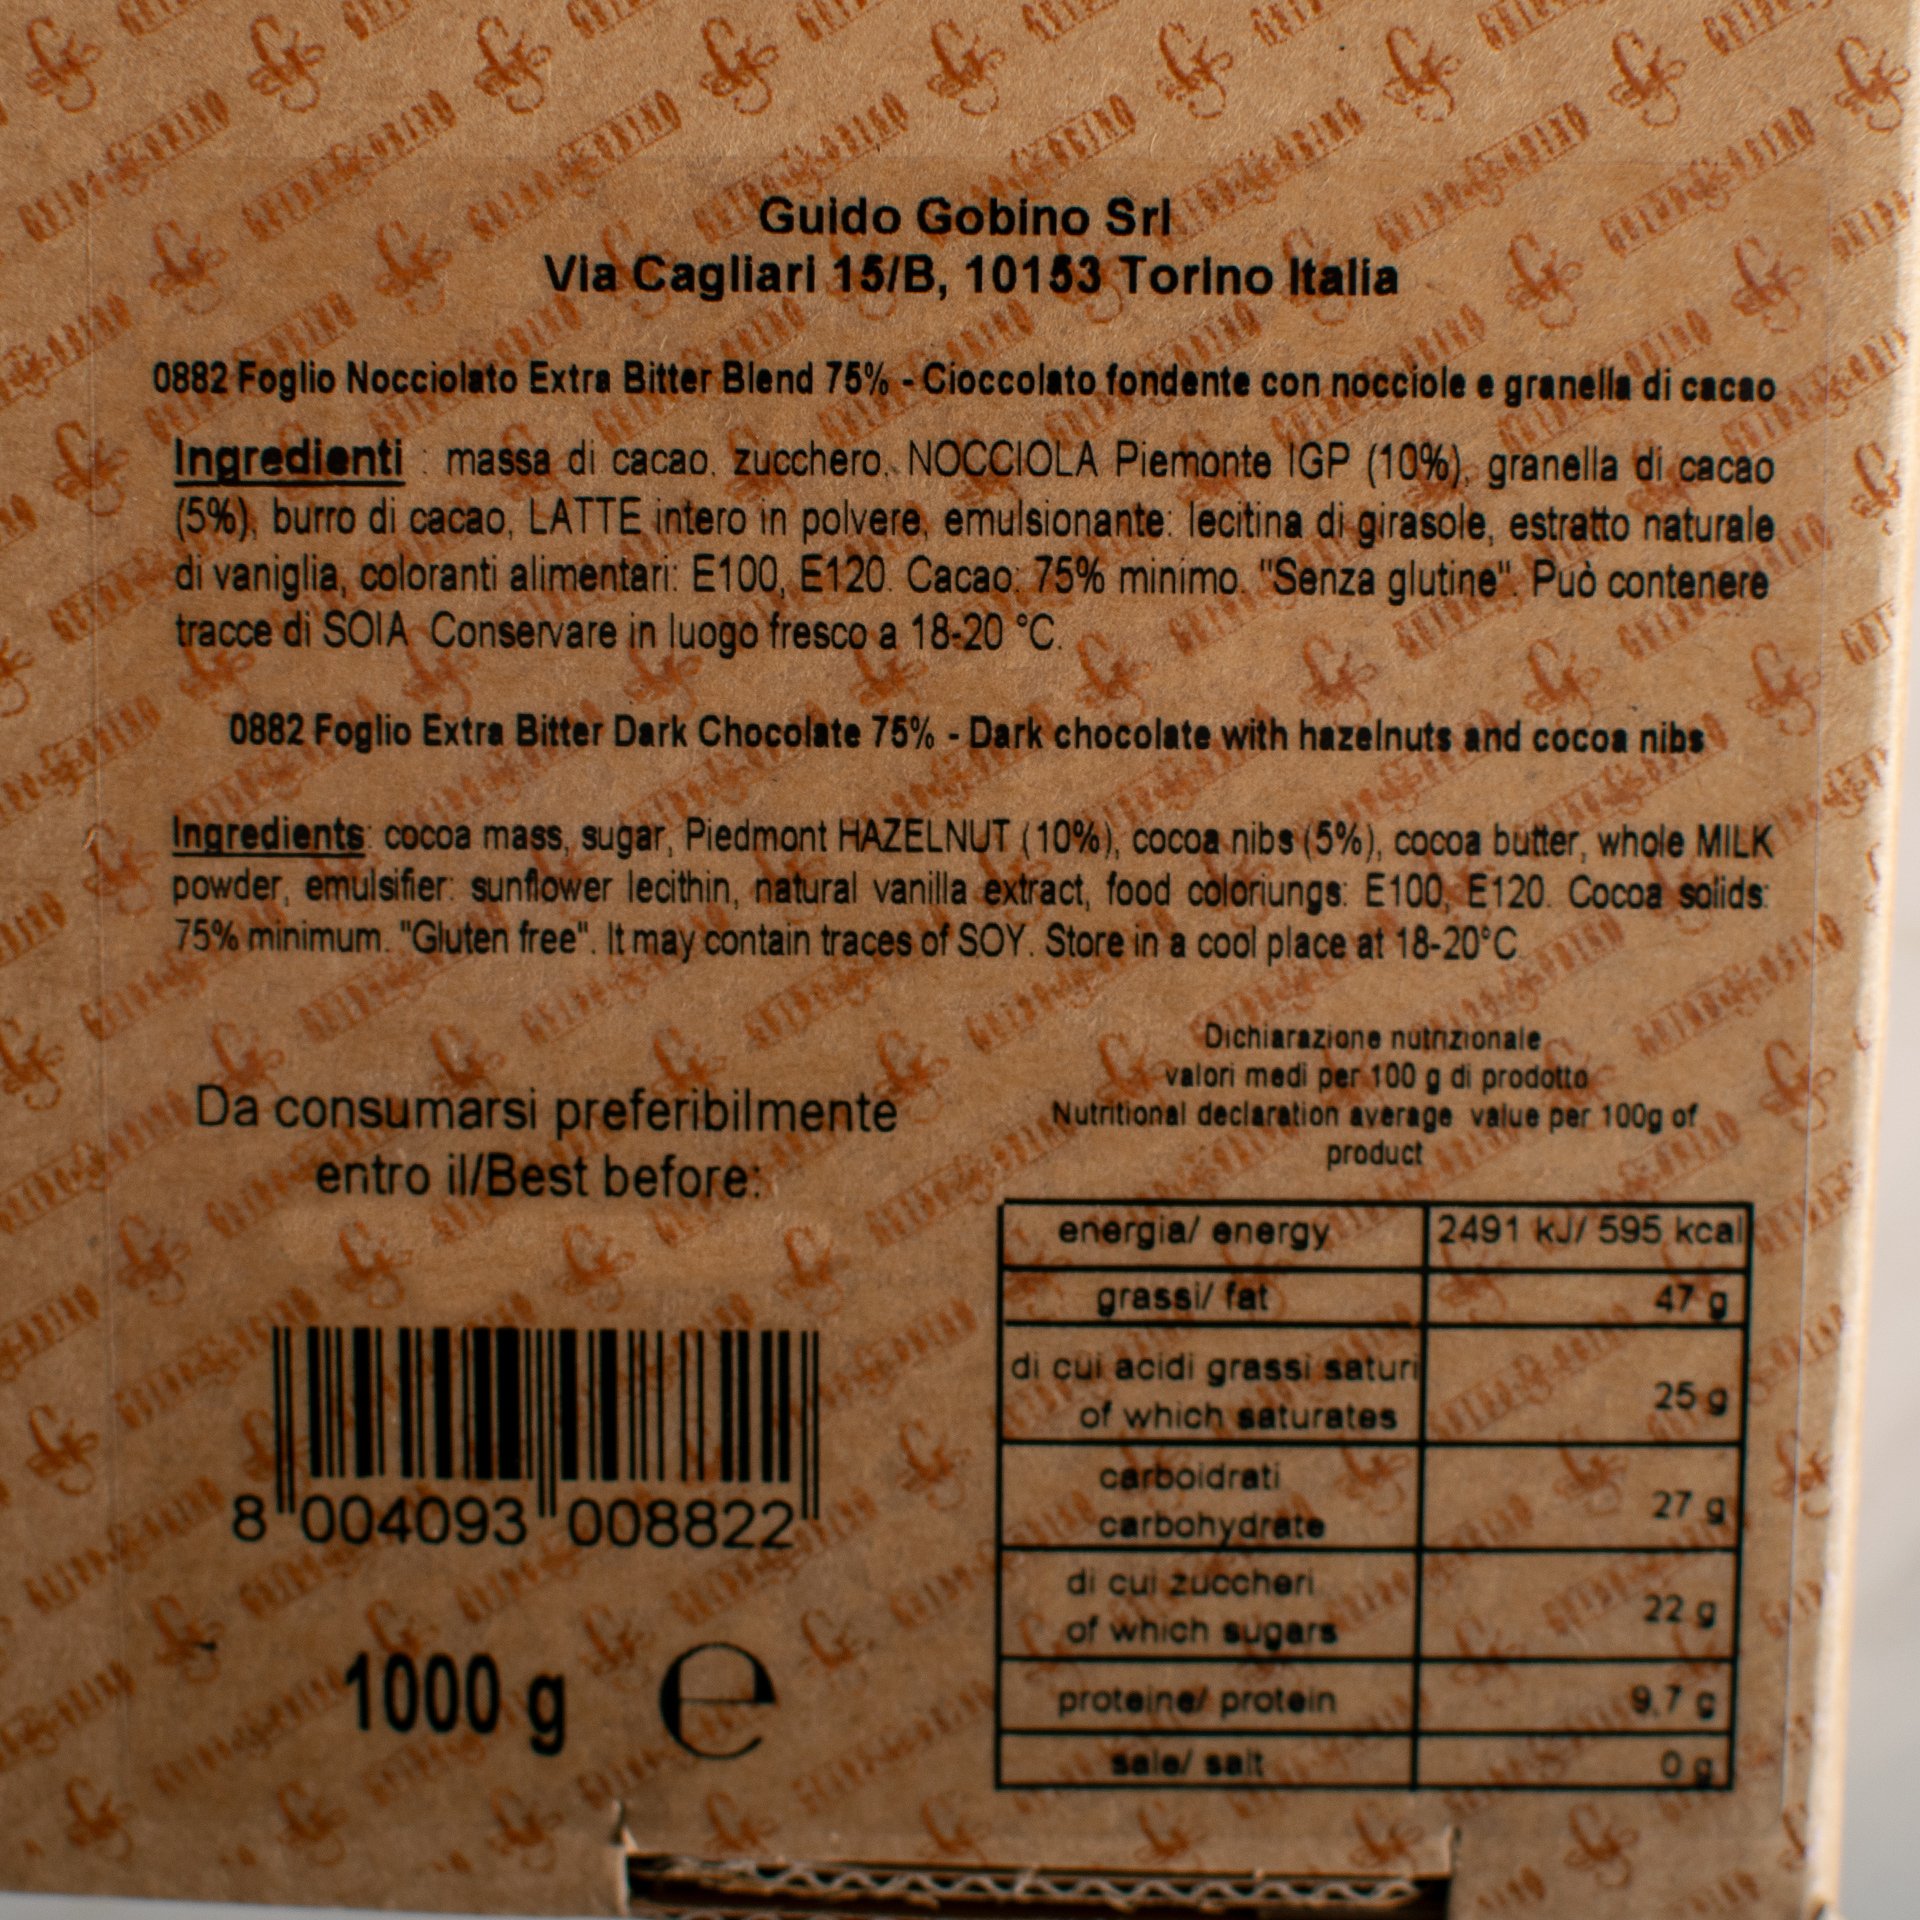 Guido Gobino Srl
Via Cagliari 15/B, 10153 Torino Italia
0882 Foglio Nocciolato Extra Bitter Blend 75% - Cioccolato fondente con nocciole e granella di cacao
Ingredienti : massa di cacao, zucchero, NOCCIOLA Piemonte IGP (10%), granella di cacao
(5%), burro di cacao, LATTE intero in polvere, emulsionante: lecitina di girasole, estratto naturale
di vaniglia, coloranti alimentari: E100, E120. Cacao: 75% minimo. "Senza glutine". Può contenere
tracce di SOIA Conservare in luogo fresco a 18-20 °C.
0882 Foglio Extra Bitter Dark Chocolate 75% - Dark chocolate with hazelnuts and cocoa nibs
Ingredients: cocoa mass, sugar, Piedmont HAZELNUT (10%), cocoa nibs (5%), cocoa butter, whole MILK
powder, emulsifier: sunflower lecithin, natural vanilla extract, food coloriungs: E100, E120. Cocoa solids:
75% minimum. "Gluten free". It may contain traces of SOY. Store in a cool place at 18-20°C
Dichiarazione nutrizionale
valori medi per 100 g di prodotto
Nutritional declaration average value per 100g of
product
Da consumarsi preferibilmente
entro il/Best before:
energia/ energy 2491 kJ/ 595 kcal
grassi/ fat 47 g
di cui acidi grassi saturi
of which saturates 25 g
carboidrati
carbohydrate 27 g
di cui zuccheri
of which sugars 22 g
proteine/ protein 9,7 g
sale/ salt 0 g
8 004093 008822
1000 g e
GUIDO GOBINO